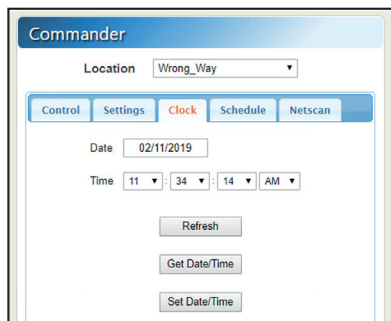 Commander
Location Wrong_Way
Control Settings Clock Schedule Netscan
Date 02/11/2019
Time 11 : 34 : 14 AM
Refresh
Get Date/Time
Set Date/Time